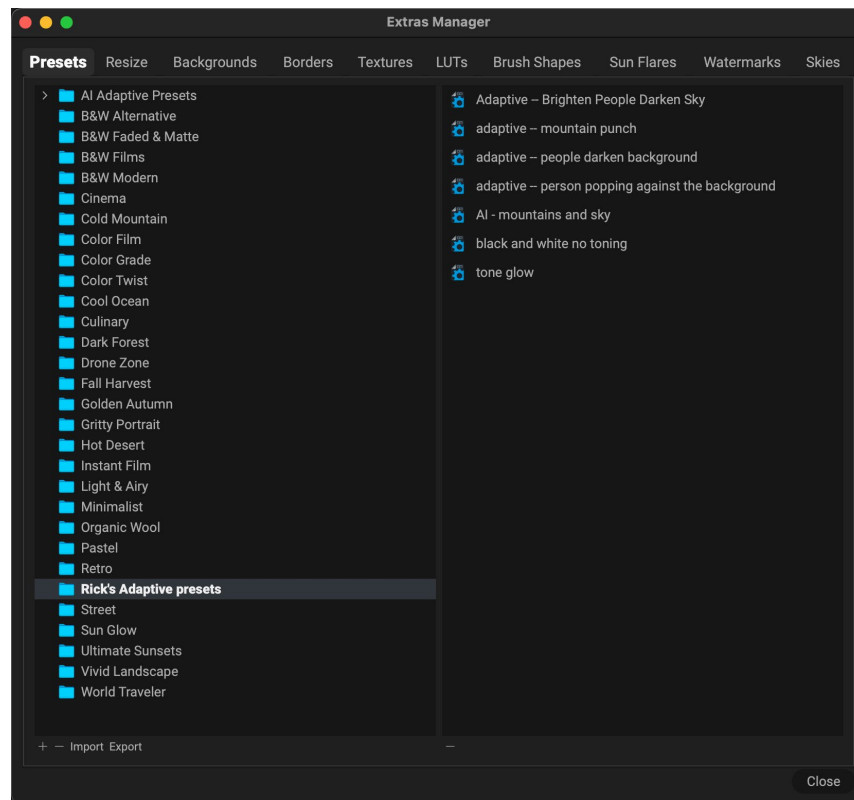 Extras Manager
Presets Resize Backgrounds Borders Textures LUTs Brush Shapes Sun Flares Watermarks Skies
AI Adaptive Presets
B&W Alternative
B&W Faded & Matte
B&W Films
B&W Modern
Cinema
Cold Mountain
Color Film
Color Grade
Color Twist
Cool Ocean
Culinary
Dark Forest
Drone Zone
Fall Harvest
Golden Autumn
Gritty Portrait
Hot Desert
Instant Film
Light & Airy
Minimalist
Organic Wool
Pastel
Retro
Rick's Adaptive presets
Street
Sun Glow
Ultimate Sunsets
Vivid Landscape
World Traveler
Adaptive – Brighten People Darken Sky
adaptive – mountain punch
adaptive – people darken background
adaptive – person popping against the background
AI - mountains and sky
black and white no toning
tone glow
+ − Import Export
−
Close